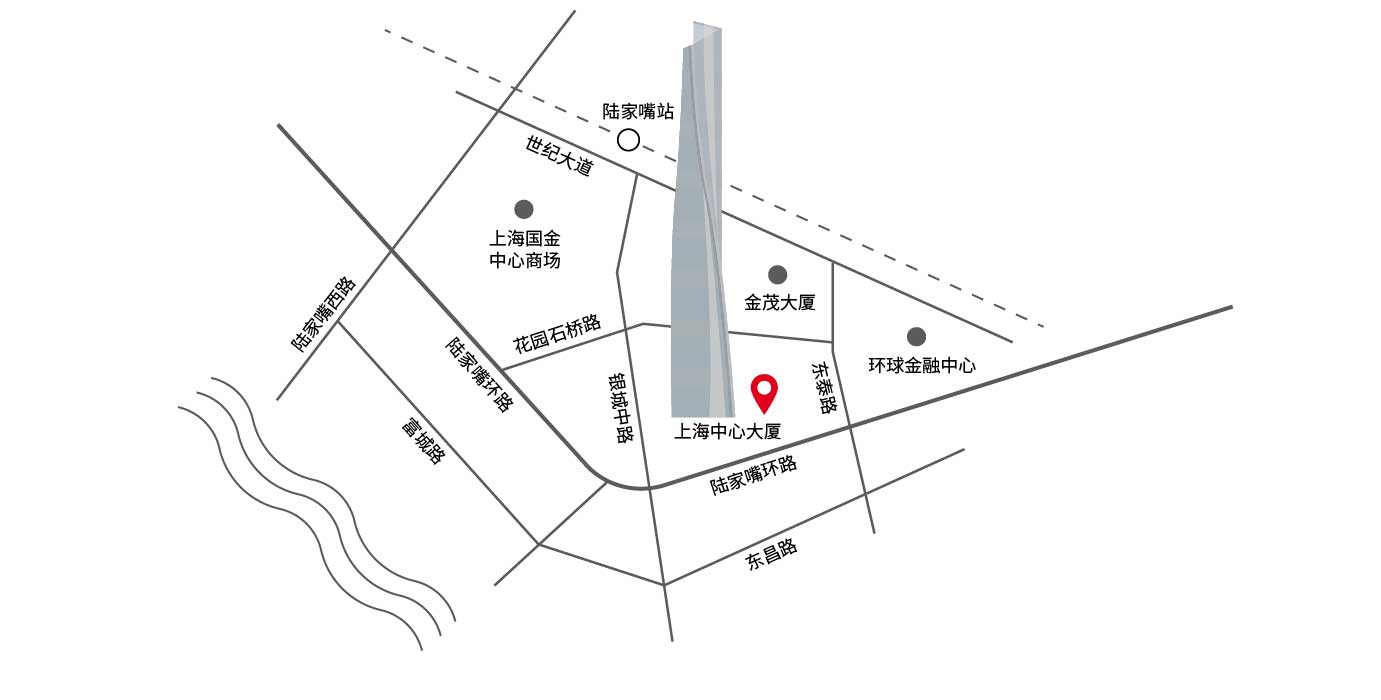 陆家嘴站
世纪大道
上海国金
中心商场
金茂大厦
陆家嘴西路
花园石桥路
陆家嘴环路
环球金融中心
东泰路
银城中路
富城路
上海中心大厦
陆家嘴环路
东昌路